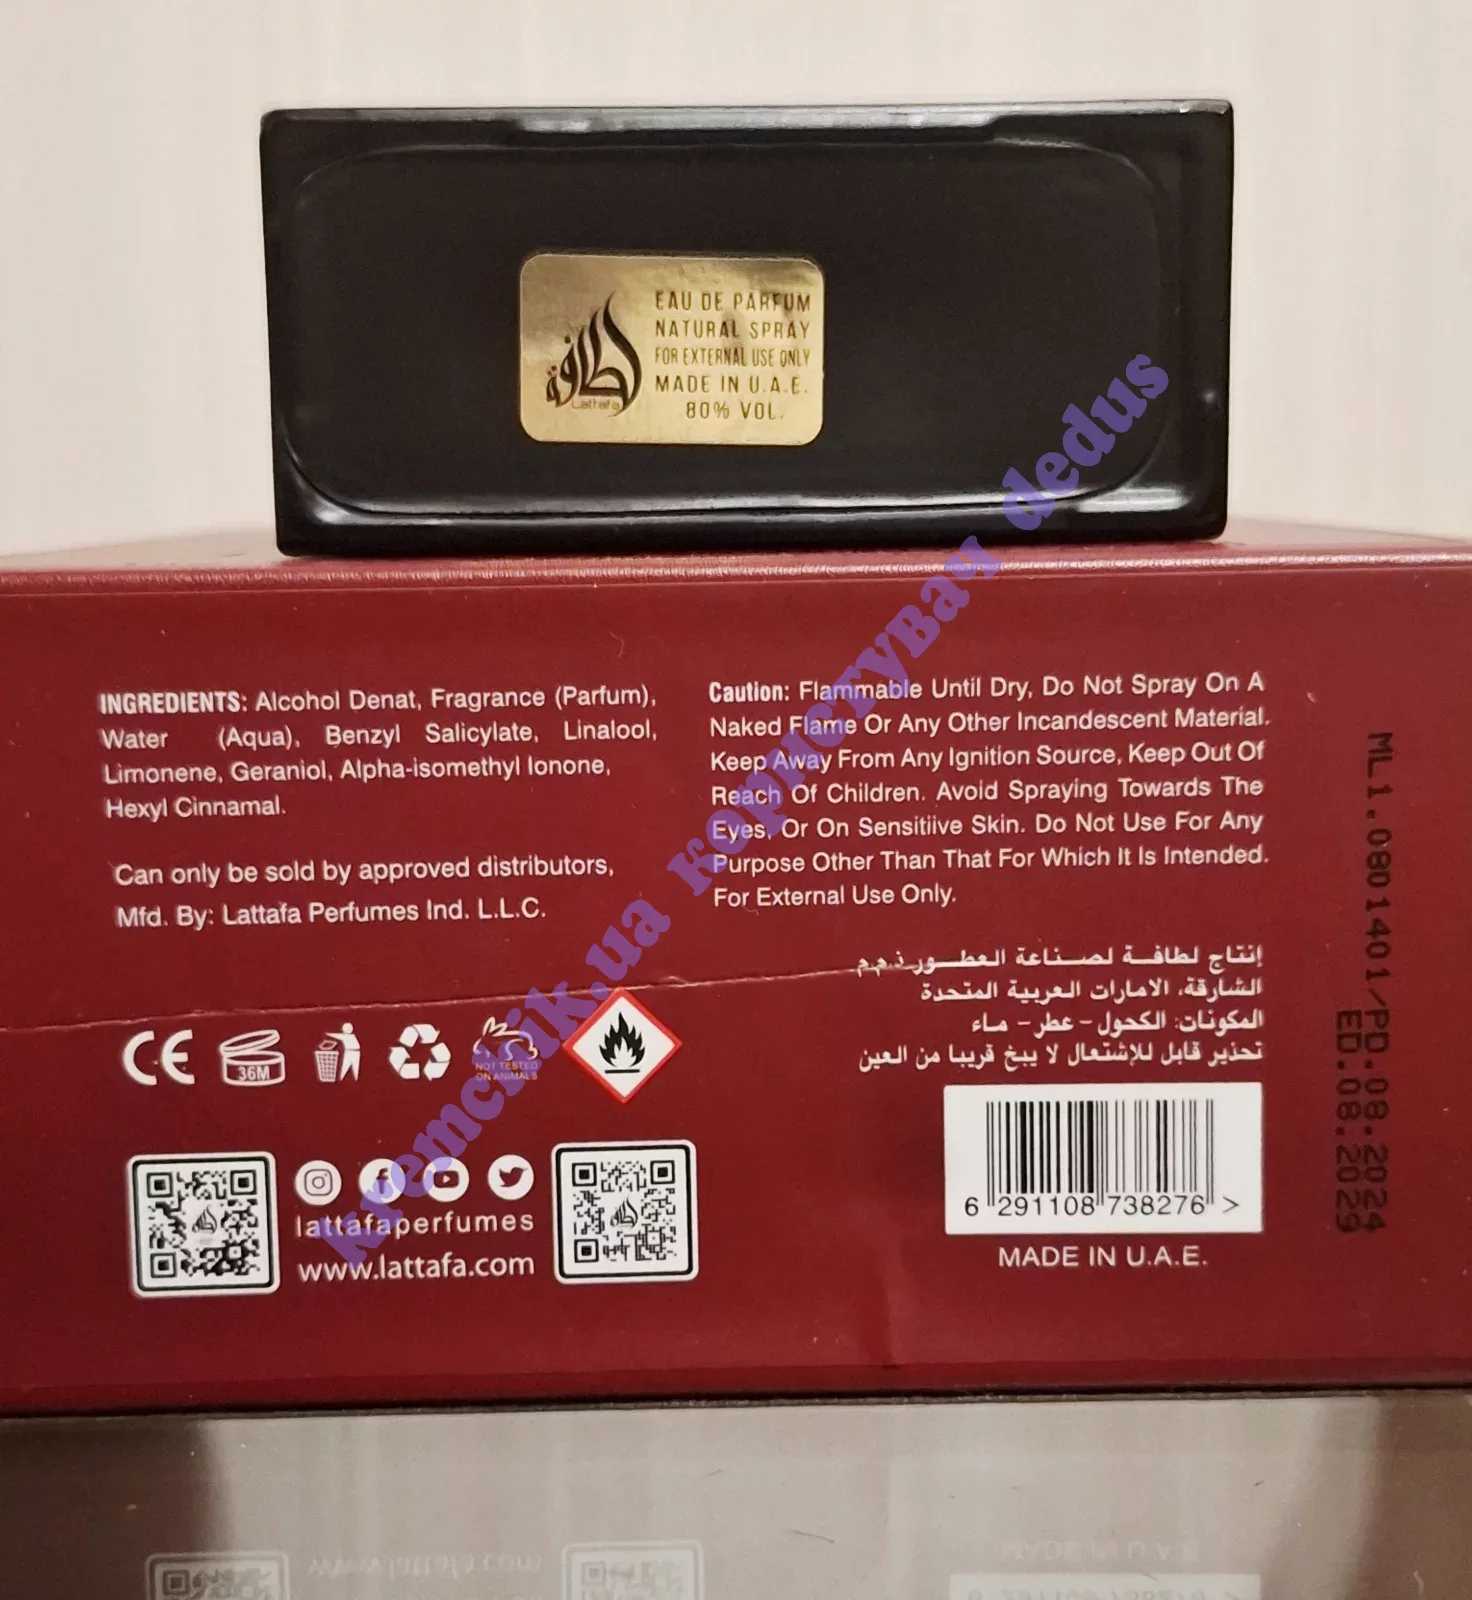 لطافة
Lattafa
EAU DE PARFUM
NATURAL SPRAY
FOR EXTERNAL USE ONLY
MADE IN U.A.E.
80% VOL.
INGREDIENTS: Alcohol Denat, Fragrance (Parfum),
Water (Aqua), Benzyl Salicylate, Linalool,
Limonene, Geraniol, Alpha-isomethyl Ionone,
Hexyl Cinnamal.
Can only be sold by approved distributors,
Mfd. By: Lattafa Perfumes Ind. L.L.C.
Caution: Flammable Until Dry, Do Not Spray On A
Naked Flame Or Any Other Incandescent Material.
Keep Away From Any Ignition Source, Keep Out Of
Reach Of Children. Avoid Spraying Towards The
Eyes, Or On Sensitiive Skin. Do Not Use For Any
Purpose Other Than That For Which It Is Intended.
For External Use Only.
إنتاج لطافة لصناعة العطور ذ.م.م
الشارقة، الامارات العربية المتحدة
المكونات: الكحول - عطر - ماء
تحذير قابل للإشتعال لا يبخ قريبا من العين
CE
36M
NOT TESTED
ON ANIMALS
lattafaperfumes
www.lattafa.com
6 291108 738276 >
MADE IN U.A.E.
ML1.0801401/PD.08.2024
ED.08.2029
kremchik.ua користувач dedus
www.lattafa.com